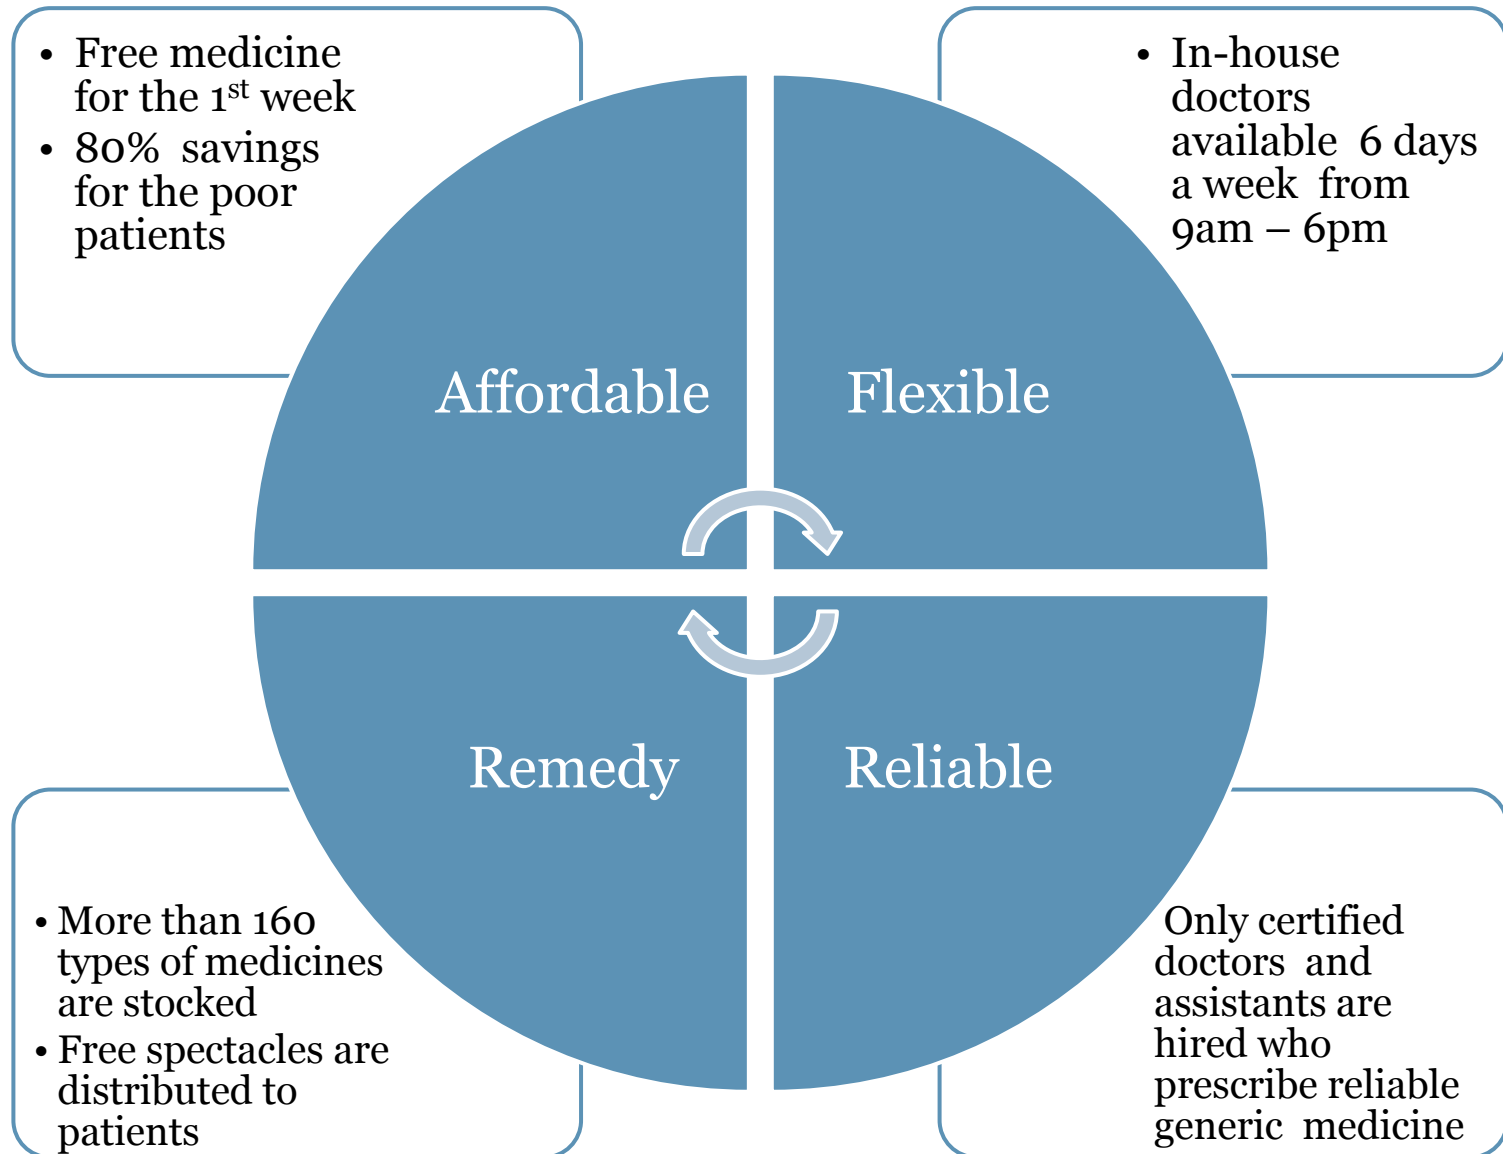 • Free medicine
for the 1st week
• 80% savings
for the poor
patients
• In-house
doctors
available 6 days
a week from
9am – 6pm
Affordable
Flexible
Remedy
Reliable
• More than 160
types of medicines
are stocked
• Free spectacles are
distributed to
patients
Only certified
doctors and
assistants are
hired who
prescribe reliable
generic medicine